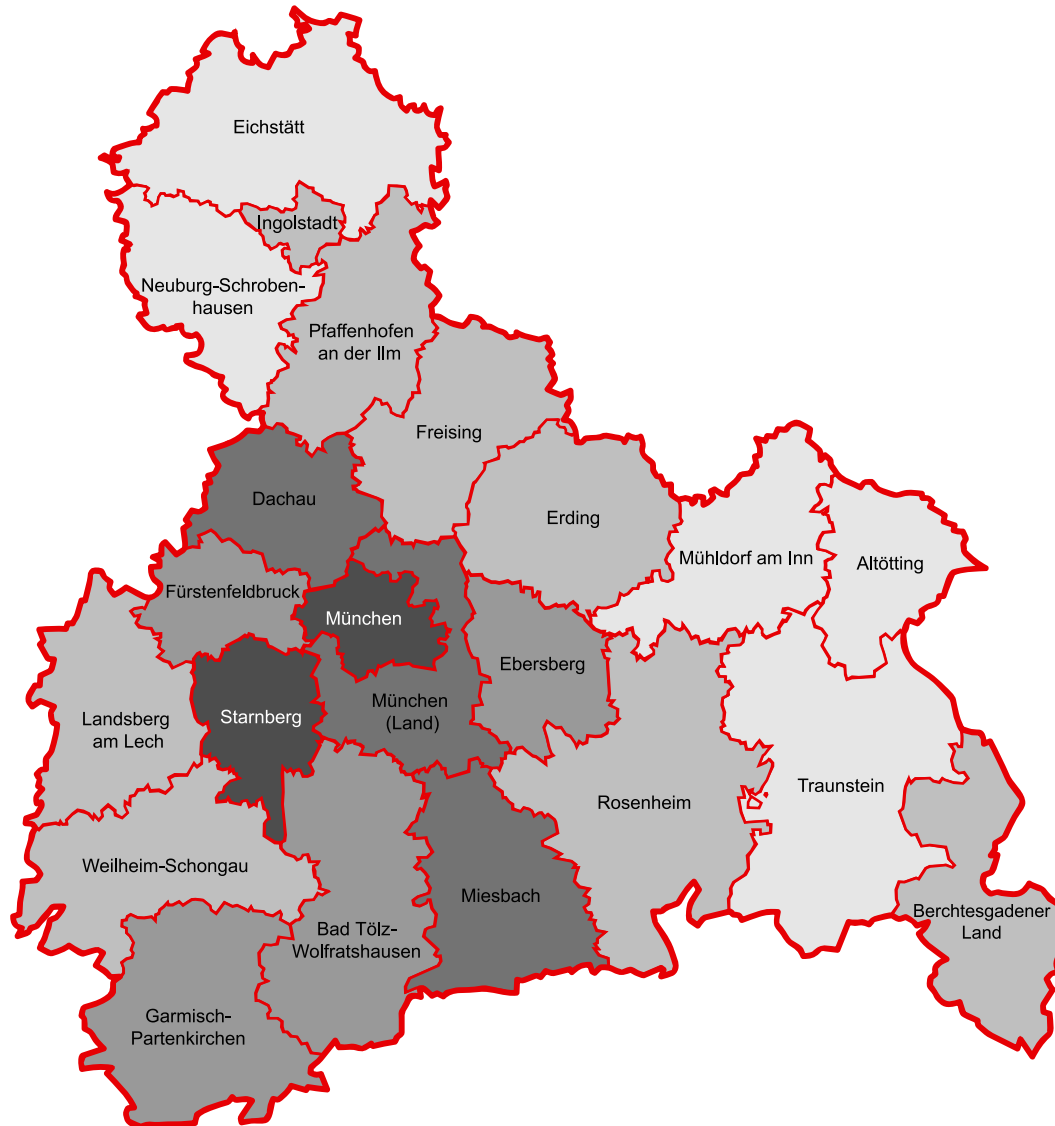 Eichstätt
Ingolstadt
Neuburg-Schroben-
hausen
Pfaffenhofen
an der Ilm
Freising
Dachau
Erding
Mühldorf am Inn
Altötting
Fürstenfeldbruck
München
Ebersberg
Landsberg
am Lech
Starnberg
München
(Land)
Rosenheim
Traunstein
Weilheim-Schongau
Miesbach
Bad Tölz-
Wolfratshausen
Berchtesgadener
Land
Garmisch-
Partenkirchen